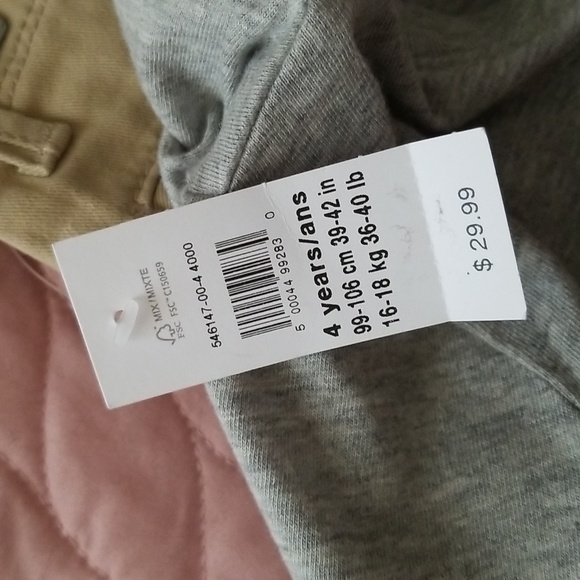 MIX/MIXTE
FSC FSC™ C150659
546147-00-4 4000
5 00044 99283 0
4 years/ans
99-106 cm 39-42 in
16-18 kg 36-40 lb
$ 29.99